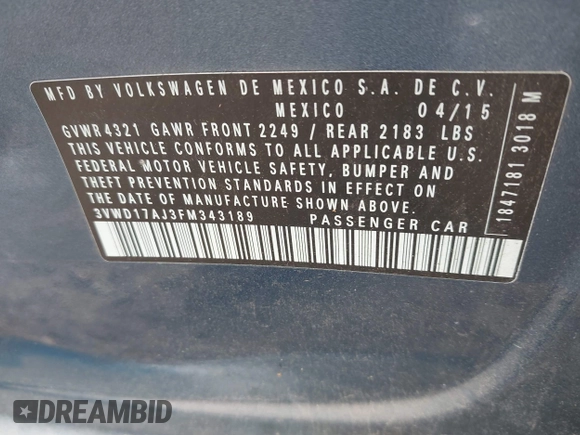 MFD BY VOLKSWAGEN DE MEXICO S.A. DE C.V.
MEXICO 04/15
GVWR 4321 GAWR FRONT 2249 / REAR 2183 LBS
THIS VEHICLE CONFORMS TO ALL APPLICABLE U.S.
FEDERAL MOTOR VEHICLE SAFETY, BUMPER AND
THEFT PREVENTION STANDARDS IN EFFECT ON
THE DATE OF MANUFACTURE SHOWN ABOVE.
3VWD17AJ3FM343189 PASSENGER CAR
1847181 3018 M
DREAMBID